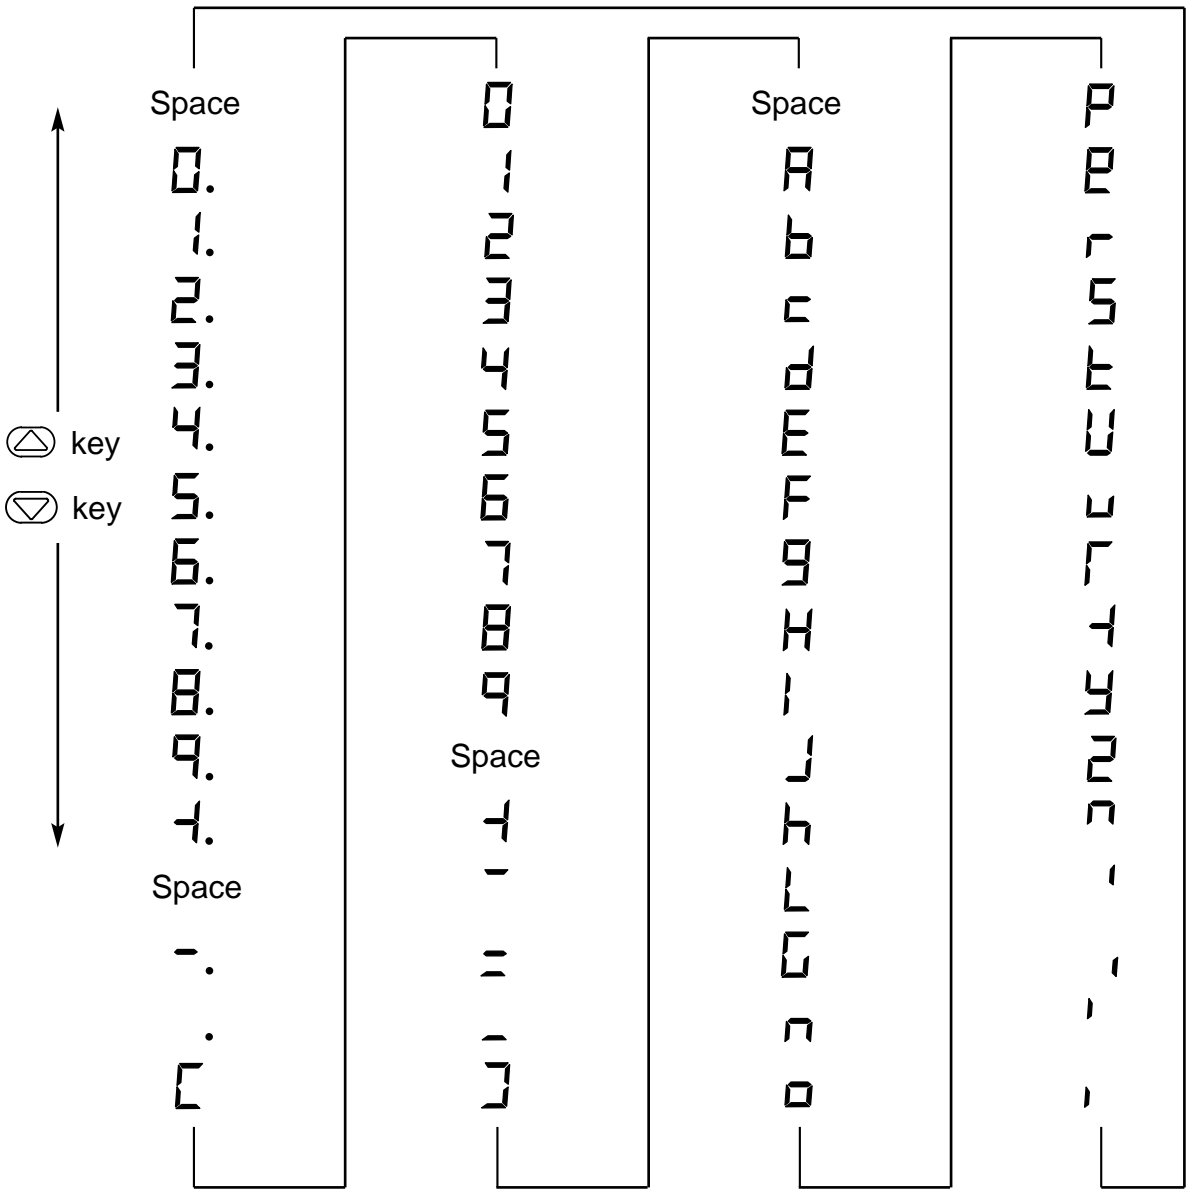 key
key
Space
0.
1.
2.
3.
4.
5.
6.
7.
8.
9.
⊣.
Space
-.
.
[
0
1
2
3
4
5
6
7
8
9
Space
⊣
-
=
_
]
Space
A
b
c
d
E
F
g
H
I
J
h
L
G
n
o
P
e
r
S
t
U
u
Γ
⊣
y
2
n